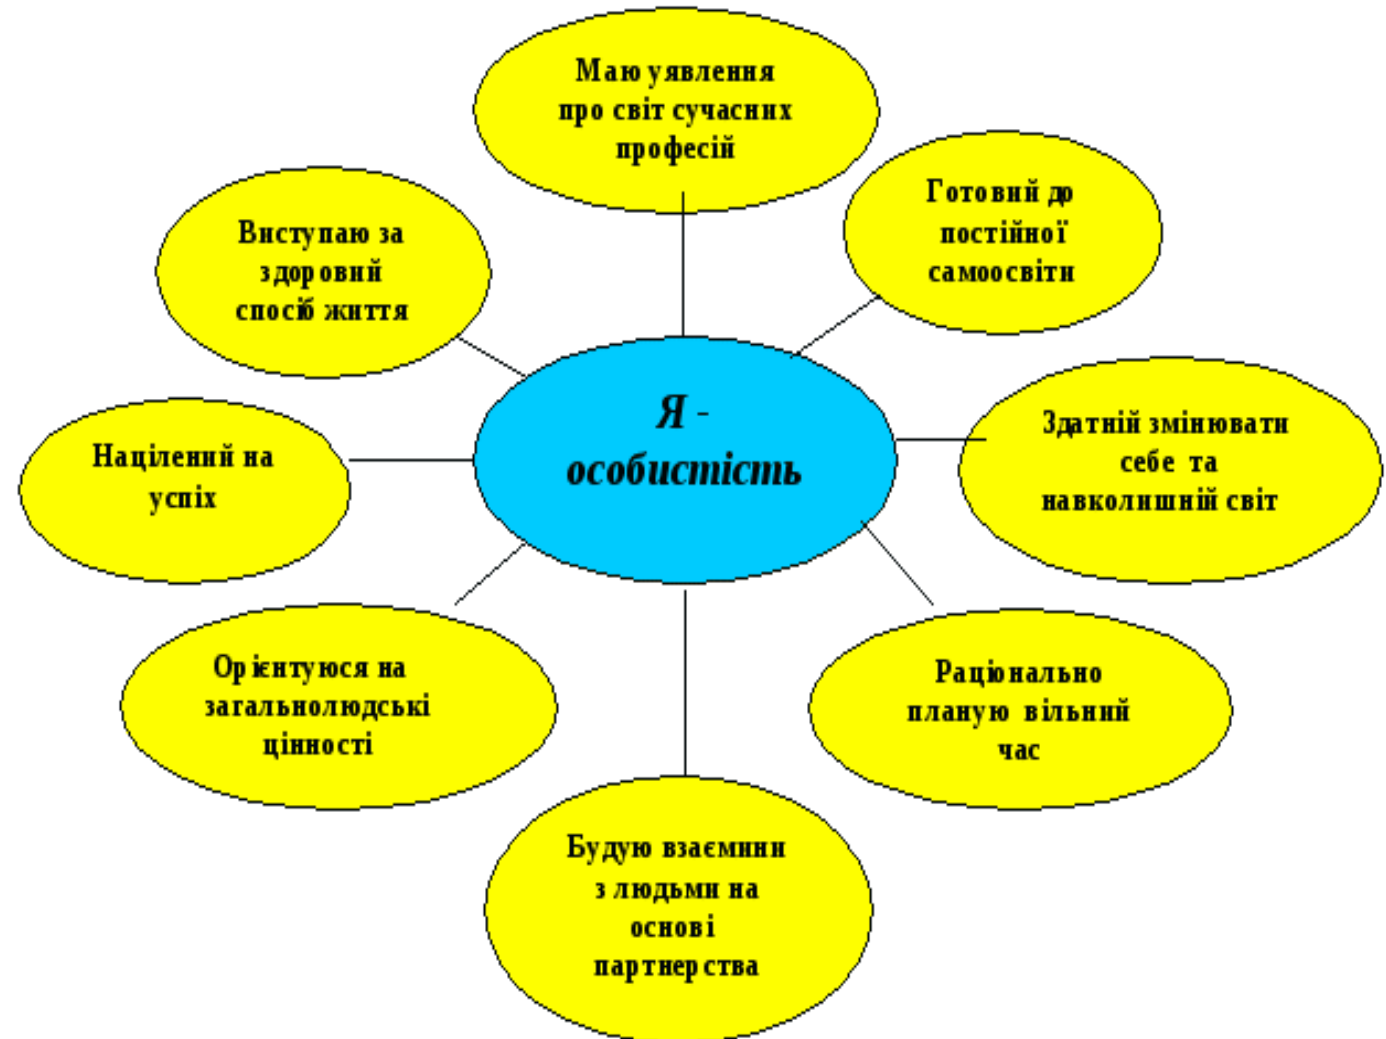 Маю уявлення
про світ сучасних
професій
Готовий до
постійної
самоосвіти
Виступаю за
здоровий
спосіб життя
Я -
особистість
Здатній змінювати
себе та
навколишній світ
Націлений на
успіх
Орієнтуюся на
загальнолюдські
цінності
Раціонально
планую вільний
час
Будую взаємини
з людьми на
основі
партнерства